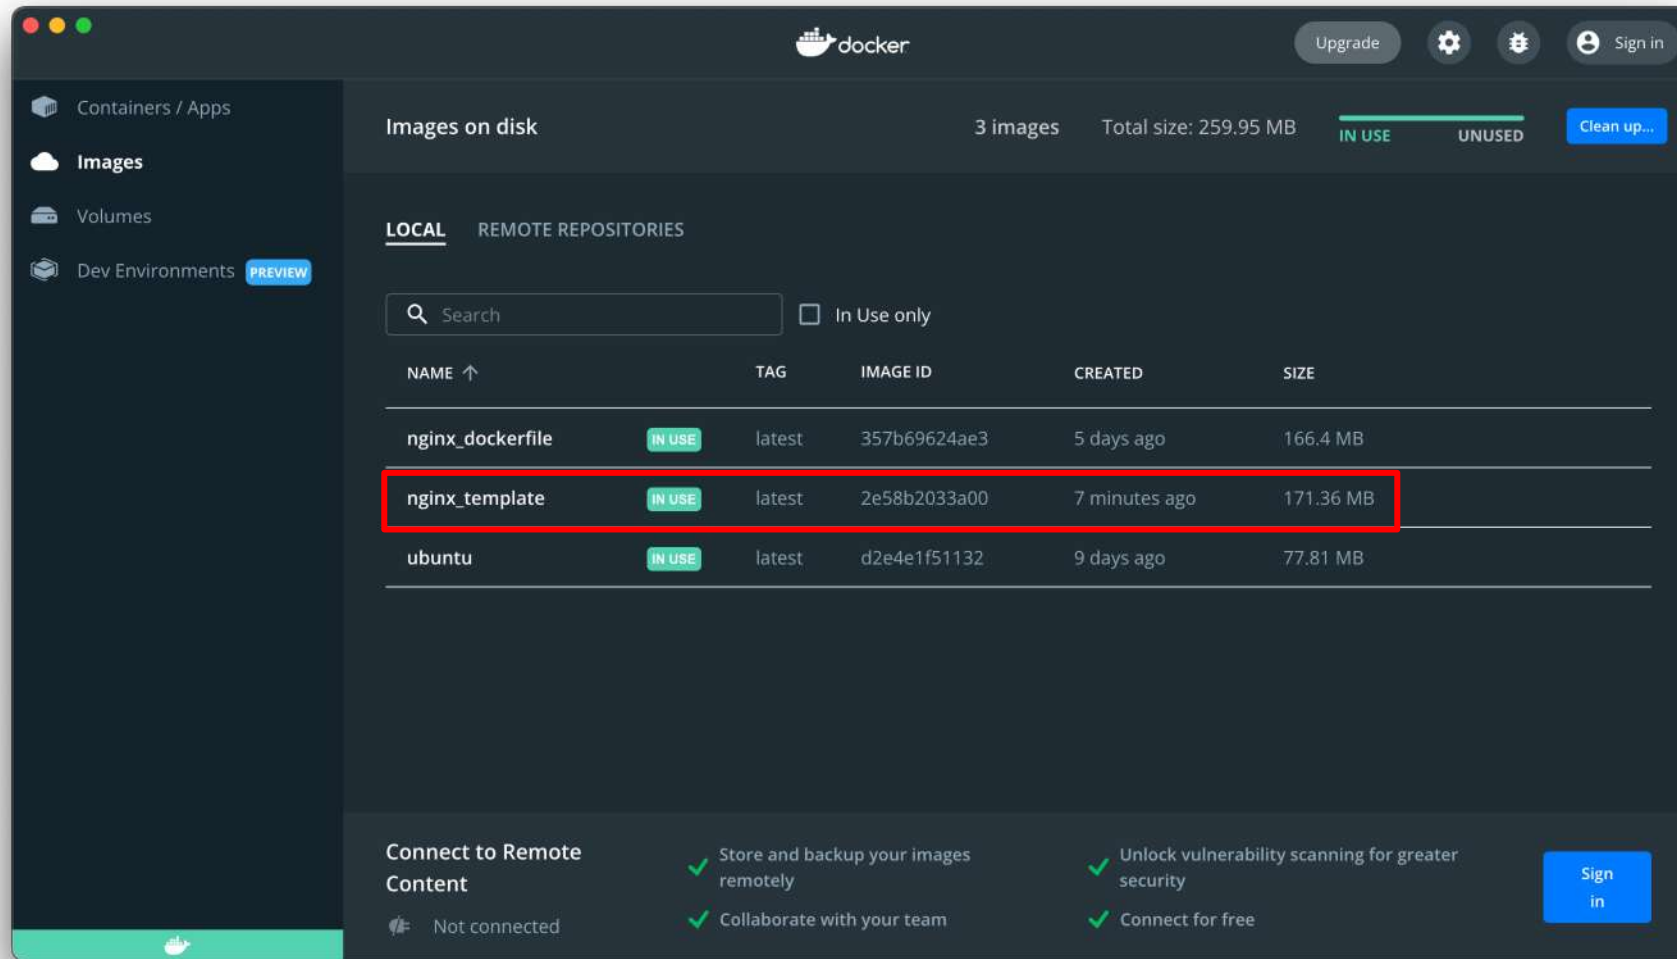 docker
Upgrade
Sign in
Containers / Apps
Images
Volumes
Dev Environments PREVIEW
Images on disk
3 images
Total size: 259.95 MB
IN USE
UNUSED
Clean up...
LOCAL
REMOTE REPOSITORIES
Search
In Use only
NAME TAG IMAGE ID CREATED SIZE
nginx_dockerfile IN USE latest 357b69624ae3 5 days ago 166.4 MB
nginx_template IN USE latest 2e58b2033a00 7 minutes ago 171.36 MB
ubuntu IN USE latest d2e4e1f51132 9 days ago 77.81 MB
Connect to Remote
Content
Not connected
Store and backup your images
remotely
Collaborate with your team
Unlock vulnerability scanning for greater
security
Connect for free
Sign
in